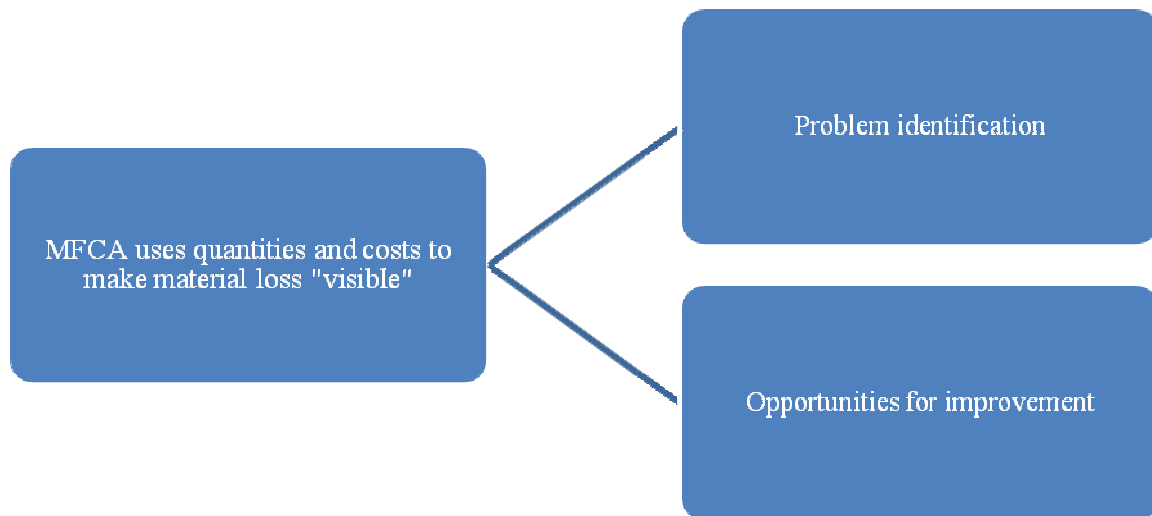 MFCA uses quantities and costs to
make material loss "visible"
Problem identification
Opportunities for improvement